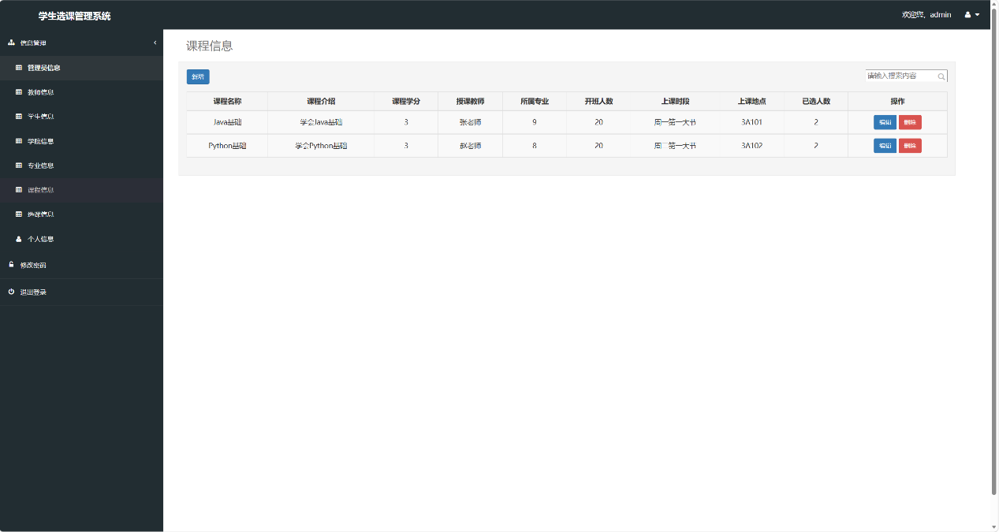 学生选课管理系统
欢迎您，admin
信息管理
管理员信息
教师信息
学生信息
学院信息
专业信息
课程信息
选课信息
个人信息
修改密码
退出登录
课程信息
新增
请输入搜索内容
课程名称 课程介绍 课程学分 授课教师 所属专业 开班人数 上课时段 上课地点 已选人数 操作
Java基础 学会Java基础 3 张老师 9 20 周一第一大节 3A101 2 编辑 删除
Python基础 学会Python基础 3 赵老师 8 20 周二第一大节 3A102 2 编辑 删除